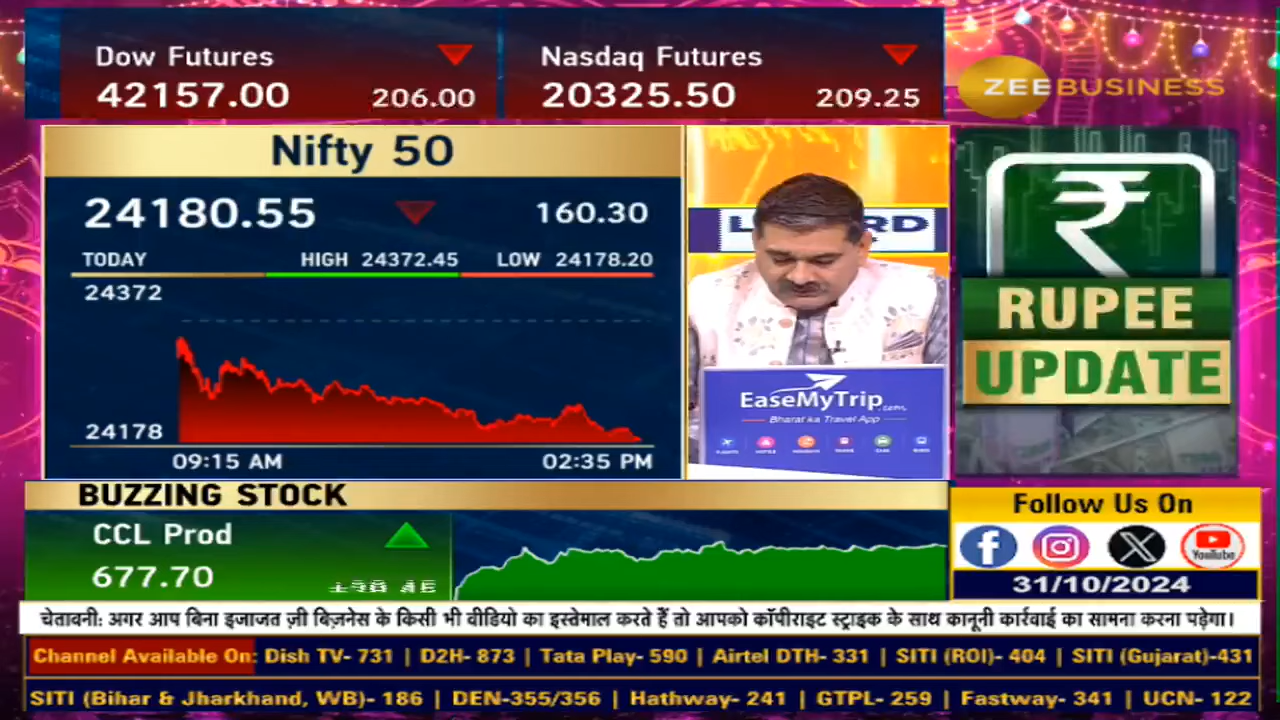 Dow Futures
42157.00 206.00
Nasdaq Futures
20325.50 209.25
ZEE BUSINESS
Nifty 50
24180.55 160.30
TODAY HIGH 24372.45 LOW 24178.20
24372
24178
09:15 AM 02:35 PM
EaseMyTrip.com
Bharat ka Travel App
₹
RUPEE
UPDATE
BUZZING STOCK
CCL Prod
677.70
Follow Us On
YouTube
31/10/2024
चेतावनी: अगर आप बिना इजाजत ज़ी बिज़नेस के किसी भी वीडियो का इस्तेमाल करते हैं तो आपको कॉपीराइट स्ट्राइक के साथ कानूनी कार्रवाई का सामना करना पड़ेगा।
Channel Available On: Dish TV- 731 | D2H- 873 | Tata Play- 590 | Airtel DTH- 331 | SITI (ROI)- 404 | SITI (Gujarat)-431
SITI (Bihar & Jharkhand, WB)- 186 | DEN-355/356 | Hathway- 241 | GTPL- 259 | Fastway- 341 | UCN- 122